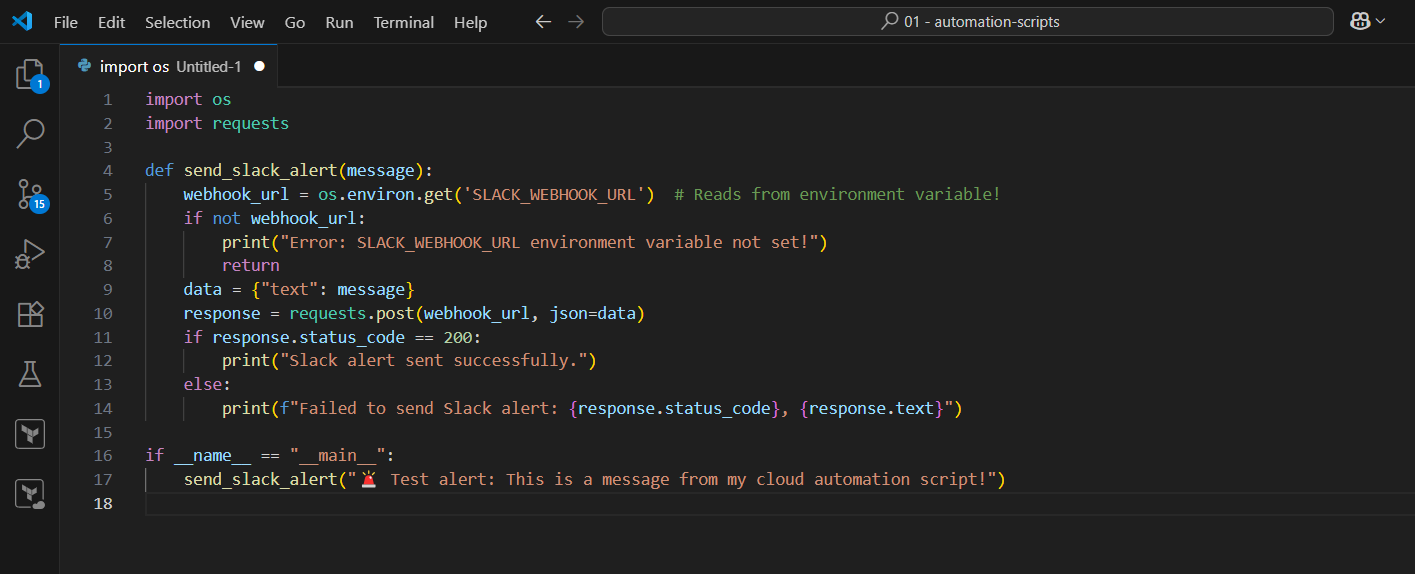 File Edit Selection View Go Run Terminal Help ← → 01 - automation-scripts
import os Untitled-1 ●
1
15
1 import os
2 import requests
3
4 def send_slack_alert(message):
5     webhook_url = os.environ.get('SLACK_WEBHOOK_URL')  # Reads from environment variable!
6     if not webhook_url:
7         print("Error: SLACK_WEBHOOK_URL environment variable not set!")
8         return
9     data = {"text": message}
10     response = requests.post(webhook_url, json=data)
11     if response.status_code == 200:
12         print("Slack alert sent successfully.")
13     else:
14         print(f"Failed to send Slack alert: {response.status_code}, {response.text}")
15
16 if __name__ == "__main__":
17     send_slack_alert("🚨 Test alert: This is a message from my cloud automation script!")
18